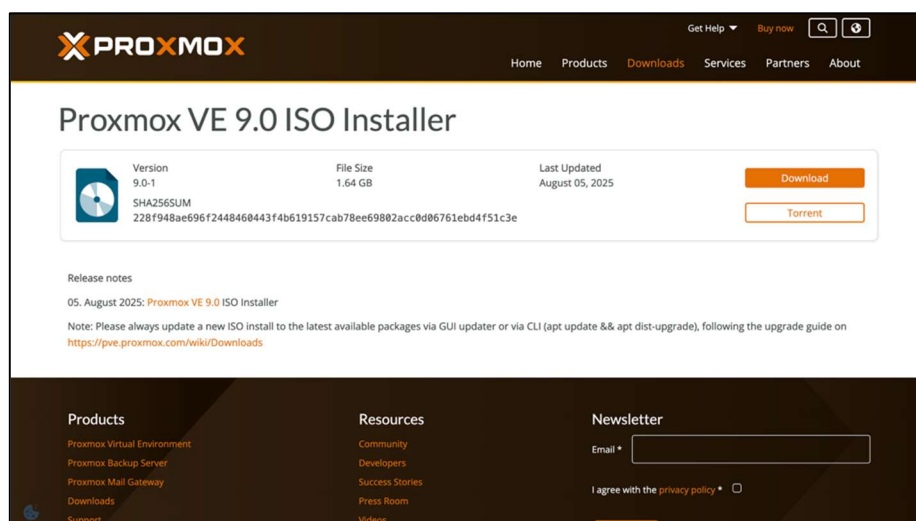 PROXMOX
Get Help
Buy now
Home Products Downloads Services Partners About
Proxmox VE 9.0 ISO Installer
Version
9.0-1
File Size
1.64 GB
Last Updated
August 05, 2025
Download
SHA256SUM
228f948ae696f2448460443f4b619157cab78ee69802acc0d06761ebd4f51c3e
Torrent
Release notes
05. August 2025: Proxmox VE 9.0 ISO Installer
Note: Please always update a new ISO install to the latest available packages via GUI updater or via CLI (apt update && apt dist-upgrade), following the upgrade guide on
https://pve.proxmox.com/wiki/Downloads
Products
Proxmox Virtual Environment
Proxmox Backup Server
Proxmox Mail Gateway
Downloads
Support
Resources
Community
Developers
Success Stories
Press Room
Videos
Newsletter
Email *
I agree with the privacy policy *